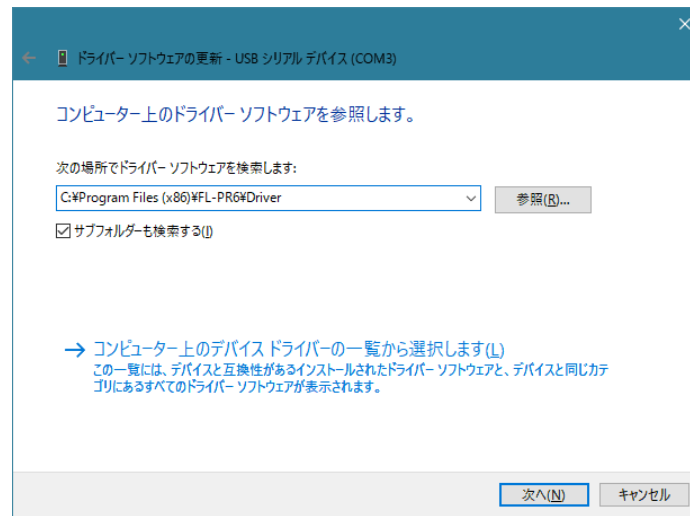 ドライバー ソフトウェアの更新 - USB シリアル デバイス (COM3)
コンピューター上のドライバー ソフトウェアを参照します。
次の場所でドライバー ソフトウェアを検索します:
C:¥Program Files (x86)¥FL-PR6¥Driver
参照(R)...
サブフォルダーも検索する(I)
コンピューター上のデバイス ドライバーの一覧から選択します(L)
この一覧には、デバイスと互換性があるインストールされたドライバー ソフトウェアと、デバイスと同じカテ
ゴリにあるすべてのドライバー ソフトウェアが表示されます。
次へ(N)
キャンセル